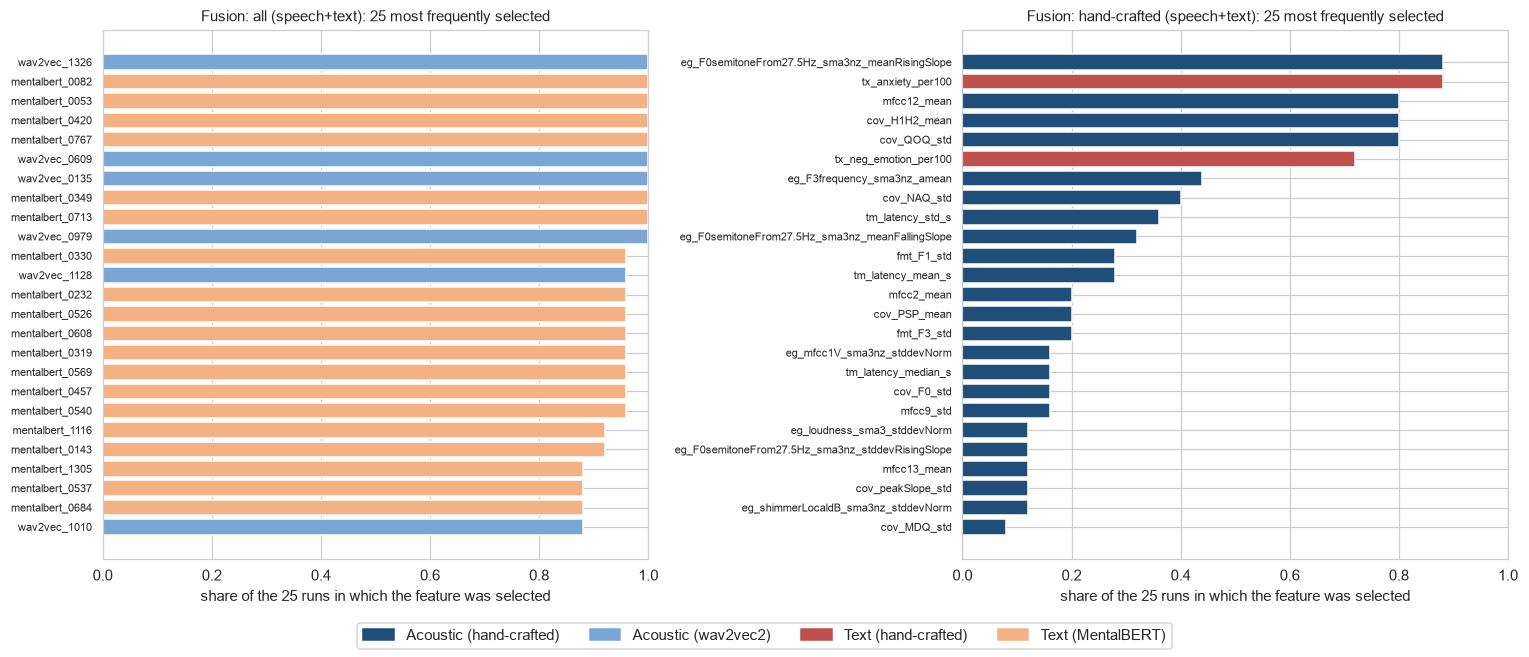 Fusion: all (speech+text): 25 most frequently selected
wav2vec_1326
mentalbert_0082
mentalbert_0053
mentalbert_0420
mentalbert_0767
wav2vec_0609
wav2vec_0135
mentalbert_0349
mentalbert_0713
wav2vec_0979
mentalbert_0330
wav2vec_1128
mentalbert_0232
mentalbert_0526
mentalbert_0608
mentalbert_0319
mentalbert_0569
mentalbert_0457
mentalbert_0540
mentalbert_1116
mentalbert_0143
mentalbert_1305
mentalbert_0537
mentalbert_0684
wav2vec_1010
0.0 0.2 0.4 0.6 0.8 1.0
share of the 25 runs in which the feature was selected
Fusion: hand-crafted (speech+text): 25 most frequently selected
eg_F0semitoneFrom27.5Hz_sma3nz_meanRisingSlope
tx_anxiety_per100
mfcc12_mean
cov_H1H2_mean
cov_QOQ_std
tx_neg_emotion_per100
eg_F3frequency_sma3nz_amean
cov_NAQ_std
tm_latency_std_s
eg_F0semitoneFrom27.5Hz_sma3nz_meanFallingSlope
fmt_F1_std
tm_latency_mean_s
mfcc2_mean
cov_PSP_mean
fmt_F3_std
eg_mfcc1V_sma3nz_stddevNorm
tm_latency_median_s
cov_F0_std
mfcc9_std
eg_loudness_sma3_stddevNorm
eg_F0semitoneFrom27.5Hz_sma3nz_stddevRisingSlope
mfcc13_mean
cov_peakSlope_std
eg_shimmerLocaldB_sma3nz_stddevNorm
cov_MDQ_std
0.0 0.2 0.4 0.6 0.8 1.0
share of the 25 runs in which the feature was selected
Acoustic (hand-crafted) Acoustic (wav2vec2) Text (hand-crafted) Text (MentalBERT)